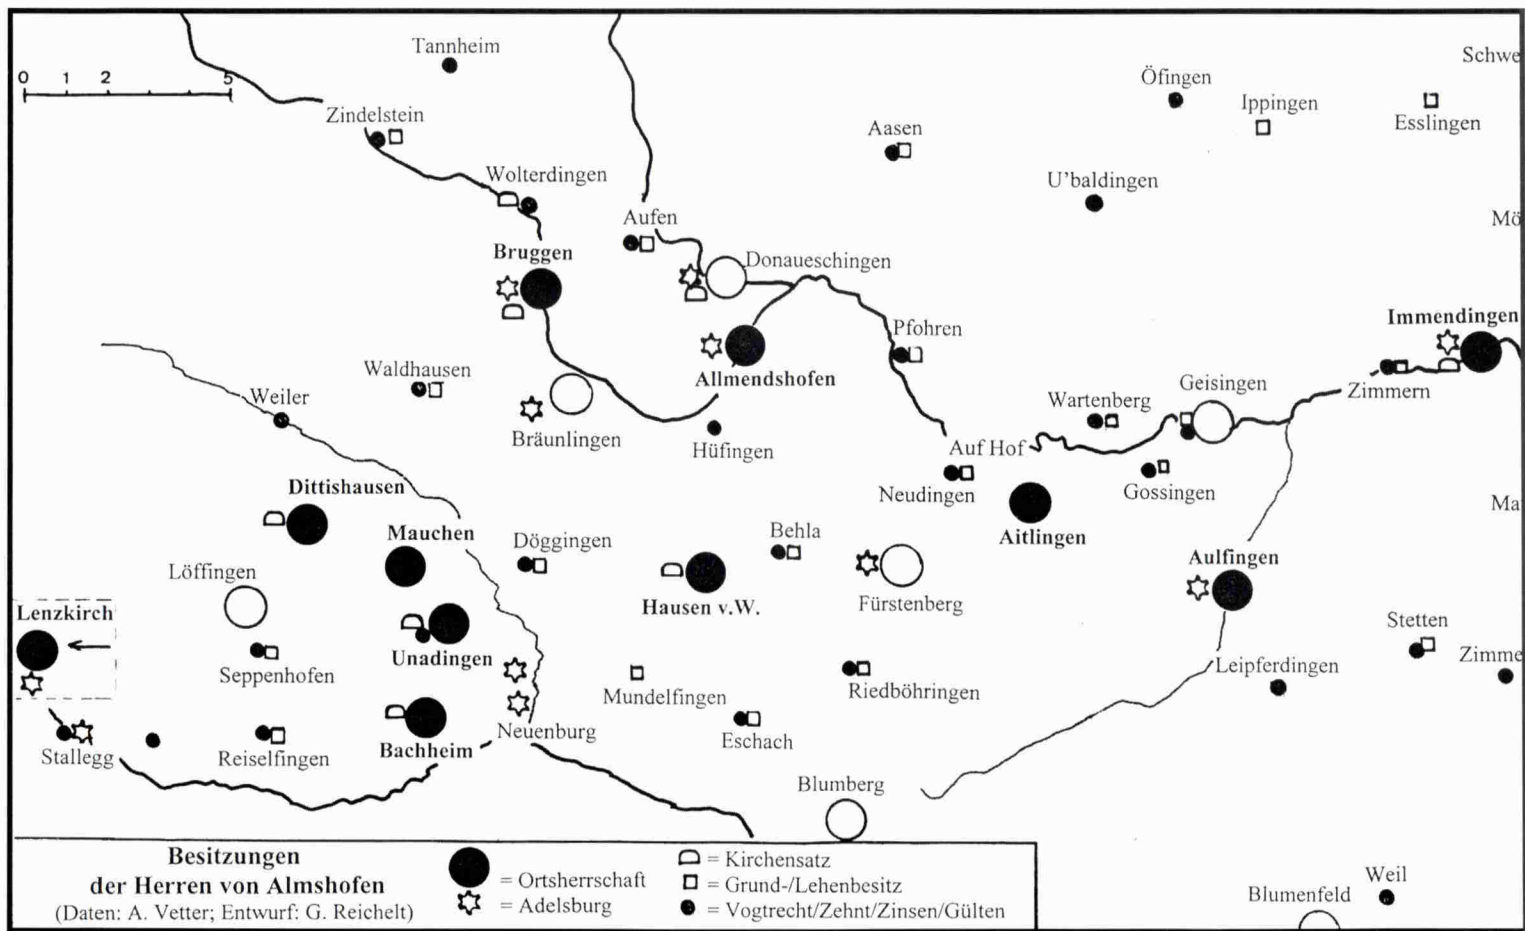 Tannheim
0 1 2 5
Zindelstein
Wolterdingen
Bruggen
Aufen
Donaueschingen
Aasen
Öfingen
Ippingen
Esslingen
Schwe
U'baldingen
Mö
Allmendshofen
Pfohren
Immendingen
Zimmern
Geisingen
Wartenberg
Waldhausen
Weiler
Bräunlingen
Hüfingen
Auf Hof
Neudingen
Gossingen
Aitlingen
Ma
Dittishausen
Mauchen
Döggingen
Behla
Löffingen
Hausen v.W.
Fürstenberg
Aulfingen
Lenzkirch
Unadingen
Seppenhofen
Stetten
Zimme
Leipferdingen
Mundelfingen
Riedböhringen
Neuenburg
Eschach
Stallegg
Reiselfingen
Bachheim
Blumberg
Blumenfeld
Weil
Besitzungen
der Herren von Almshofen
(Daten: A. Vetter; Entwurf: G. Reichelt)
= Ortsherrschaft
= Adelsburg
= Kirchensatz
= Grund-/Lehenbesitz
= Vogtrecht/Zehnt/Zinsen/Gülten